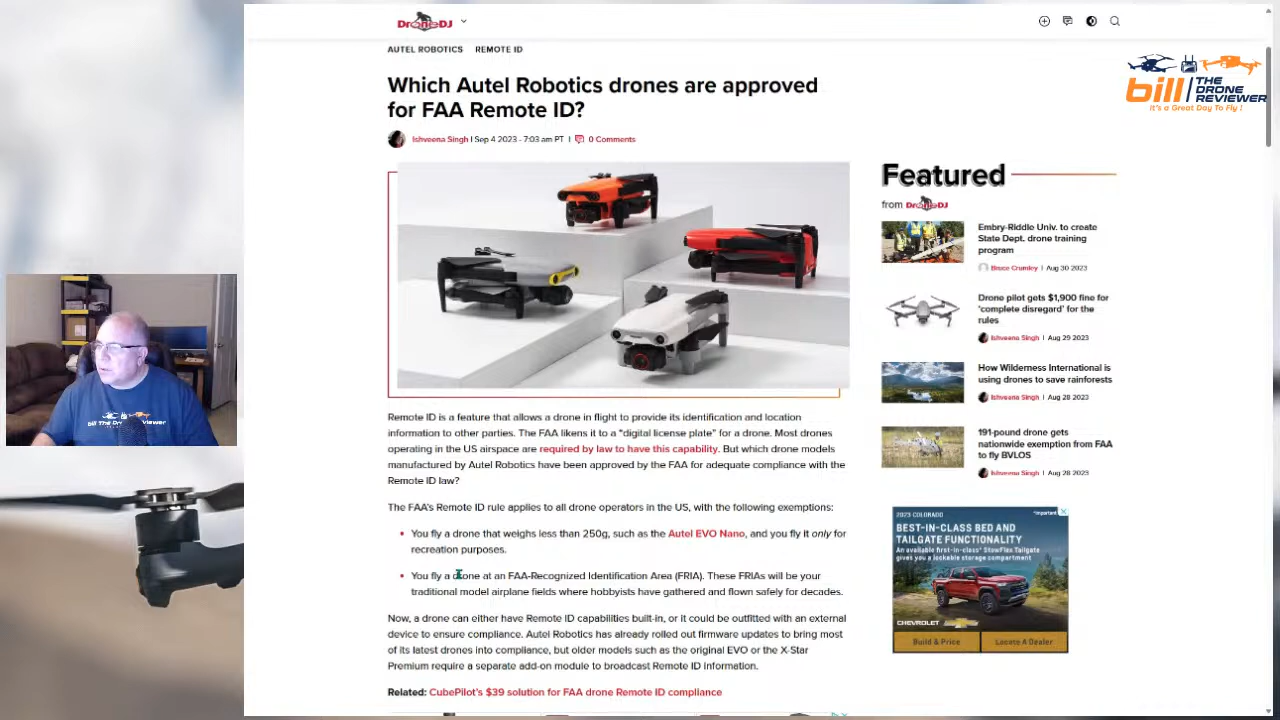 DroneDJ
AUTEL ROBOTICS REMOTE ID
Which Autel Robotics drones are approved
for FAA Remote ID?
Ishveena Singh | Sep 4 2023 - 7:03 am PT | 0 Comments
Remote ID is a feature that allows a drone in flight to provide its identification and location
information to other parties. The FAA likens it to a “digital license plate” for a drone. Most drones
operating in the US airspace are required by law to have this capability. But which drone models
manufactured by Autel Robotics have been approved by the FAA for adequate compliance with the
Remote ID law?
The FAA’s Remote ID rule applies to all drone operators in the US, with the following exemptions:
• You fly a drone that weighs less than 250g, such as the Autel EVO Nano, and you fly it only for
recreation purposes.
• You fly a drone at an FAA-Recognized Identification Area (FRIA). These FRIAs will be your
traditional model airplane fields where hobbyists have gathered and flown safely for decades.
Now, a drone can either have Remote ID capabilities built-in, or it could be outfitted with an external
device to ensure compliance. Autel Robotics has already rolled out firmware updates to bring most
of its latest drones into compliance, but older models such as the original EVO or the X-Star
Premium require a separate add-on module to broadcast Remote ID information.
Related: CubePilot’s $39 solution for FAA drone Remote ID compliance
Featured
from DroneDJ
Embry-Riddle Univ. to create
State Dept. drone training
program
Bruce Crumley | Aug 30 2023
Drone pilot gets $1,900 fine for
‘complete disregard’ for the
rules
Ishveena Singh | Aug 29 2023
How Wilderness International is
using drones to save rainforests
Ishveena Singh | Aug 28 2023
191-pound drone gets
nationwide exemption from FAA
to fly BVLOS
Ishveena Singh | Aug 28 2023
2023 COLORADO
*Important
BEST-IN-CLASS BED AND
TAILGATE FUNCTIONALITY
An available first-in-class* StowFlex Tailgate
gives you a lockable storage compartment
CHEVROLET
Build & Price
Locate A Dealer
bill THE
DRONE
REVIEWER
It's a Great Day To Fly!
bill The Drone Reviewer